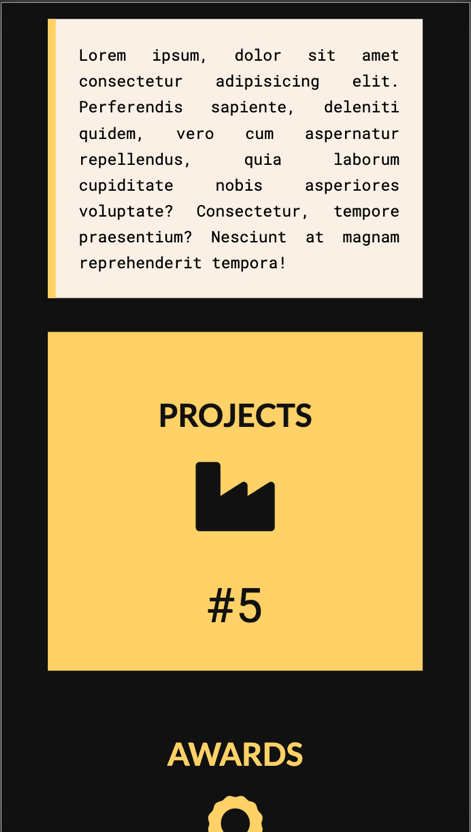 Lorem ipsum, dolor sit amet
consectetur adipisicing elit.
Perferendis sapiente, deleniti
quidem, vero cum aspernatur
repellendus, quia laborum
cupiditate nobis asperiores
voluptate? Consectetur, tempore
praesentium? Nesciunt at magnam
reprehenderit tempora!
PROJECTS
#5
AWARDS